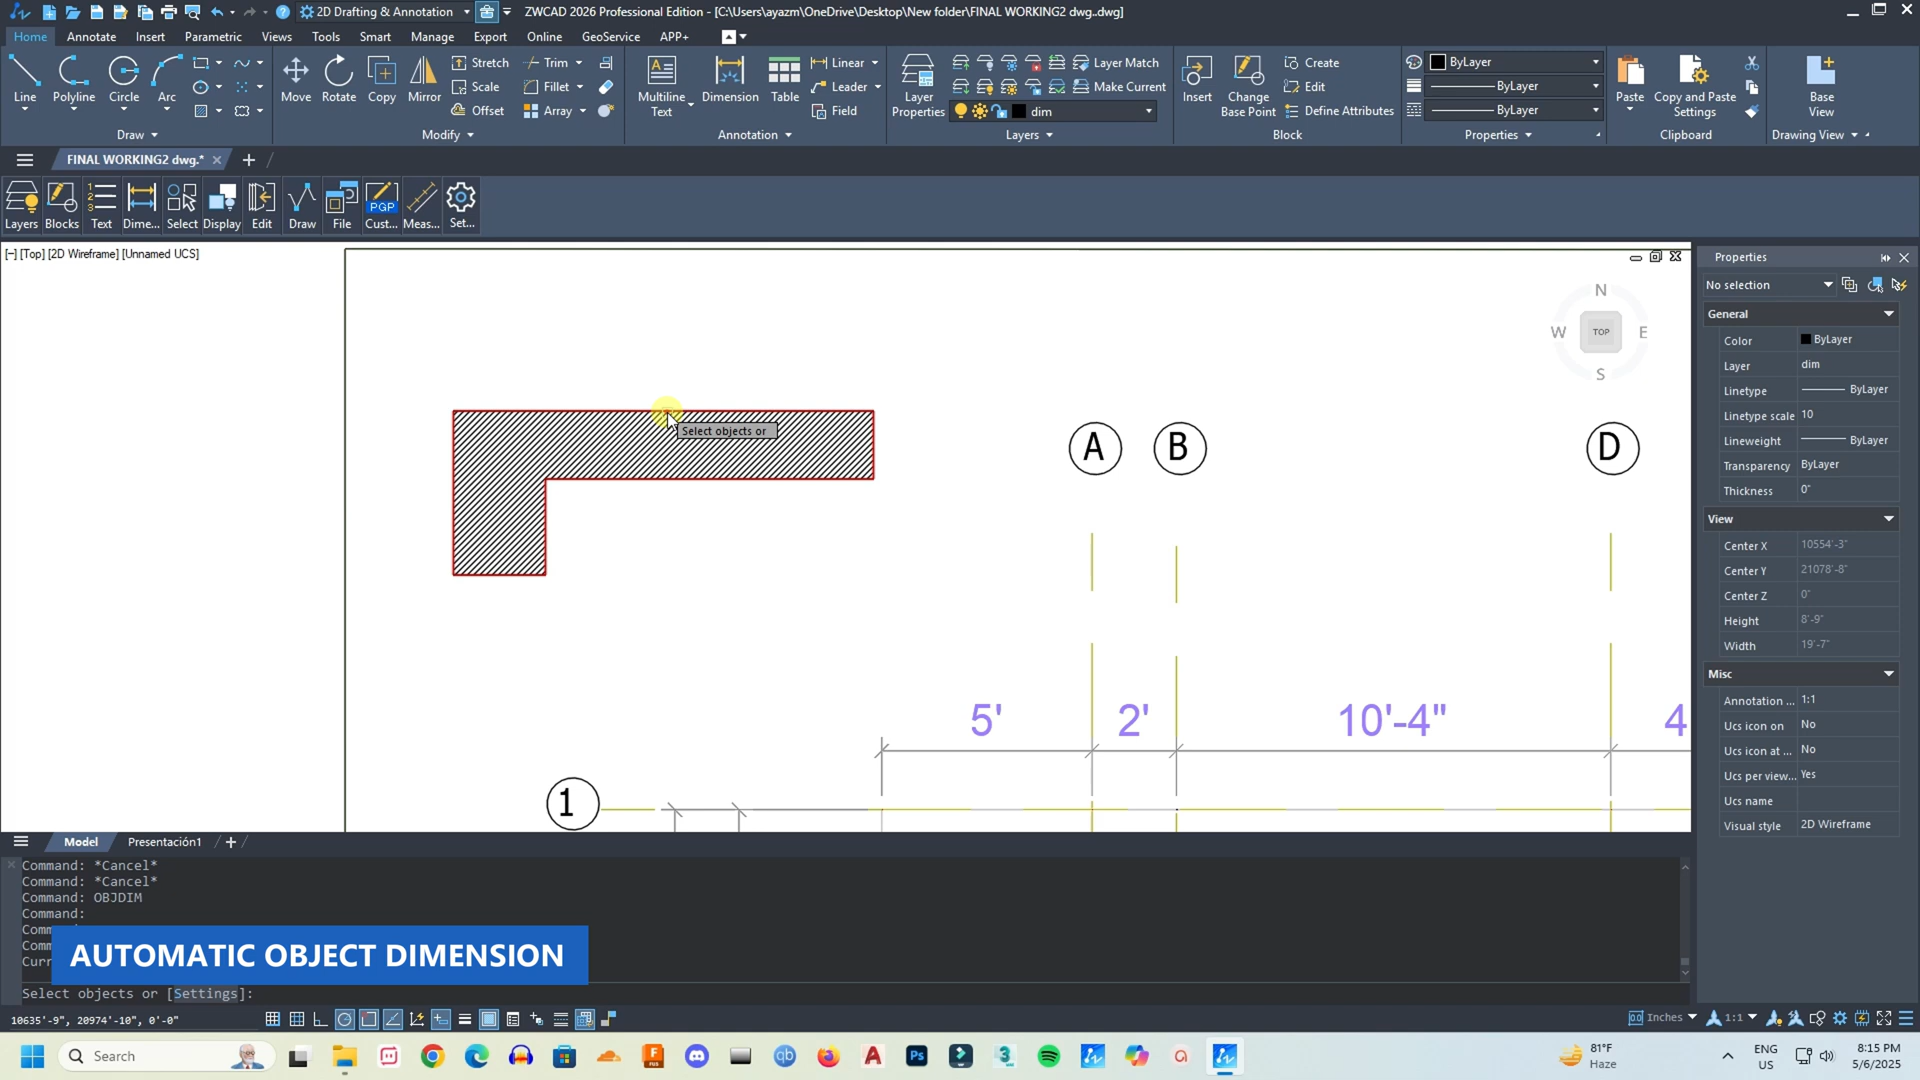 2D Drafting & Annotation
ZWCAD 2026 Professional Edition - [C:\Users\ayazm\OneDrive\Desktop\New folder\FINAL WORKING2 dwg..dwg]
Home Annotate Insert Parametric Views Tools Smart Manage Export Online GeoService APP+
Line Polyline Circle Arc
Draw
Move Rotate Copy Mirror
Stretch Trim
Scale Fillet
Offset Array
Modify
Multiline Text Dimension Table
Linear
Leader
Field
Annotation
Layer Properties
Layer Match
Make Current
dim
Layers
Insert
Change Base Point
Create
Edit
Define Attributes
Block
ByLayer
ByLayer
ByLayer
Properties
Paste
Copy and Paste Settings
Clipboard
Base View
Drawing View
FINAL WORKING2 dwg.*
Layers Blocks Text Dime... Select Display Edit Draw File Cust... Meas... Set...
PGP
[−] [Top] [2D Wireframe] [Unnamed UCS]
N
W TOP E
S
Select objects or
A B D
5' 2' 10'-4" 4
1
Properties
No selection
General
Color ByLayer
Layer dim
Linetype ByLayer
Linetype scale 10
Lineweight ByLayer
Transparency ByLayer
Thickness 0"
View
Center X 10554'-3"
Center Y 21078'-8"
Center Z 0"
Height 8'-9"
Width 19'-7"
Misc
Annotation ... 1:1
Ucs icon on No
Ucs icon at ... No
Ucs per view... Yes
Ucs name
Visual style 2D Wireframe
Model Presentación1
Command: *Cancel*
Command: *Cancel*
Command: OBJDIM
Command:
Comm
Comm
Curr
AUTOMATIC OBJECT DIMENSION
Select objects or [Settings]:
10635'-9", 20974'-10", 0'-0"
Inches 1:1
Search
81°F
Haze
ENG
US
8:15 PM
5/6/2025